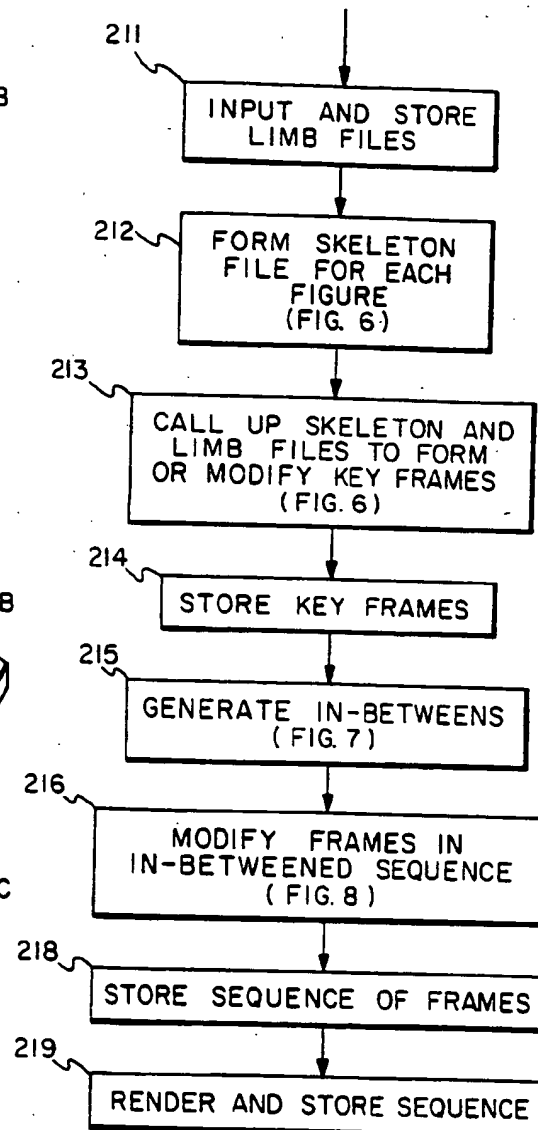 211
B
INPUT AND STORE
LIMB FILES
212
FORM SKELETON
FILE FOR EACH
FIGURE
(FIG. 6)
213
CALL UP SKELETON AND
LIMB FILES TO FORM
OR MODIFY KEY FRAMES
(FIG. 6)
214
B
STORE KEY FRAMES
215
GENERATE IN-BETWEENS
(FIG. 7)
216
MODIFY FRAMES IN
IN-BETWEENED SEQUENCE
(FIG. 8)
C
218
STORE SEQUENCE OF FRAMES
219
RENDER AND STORE SEQUENCE